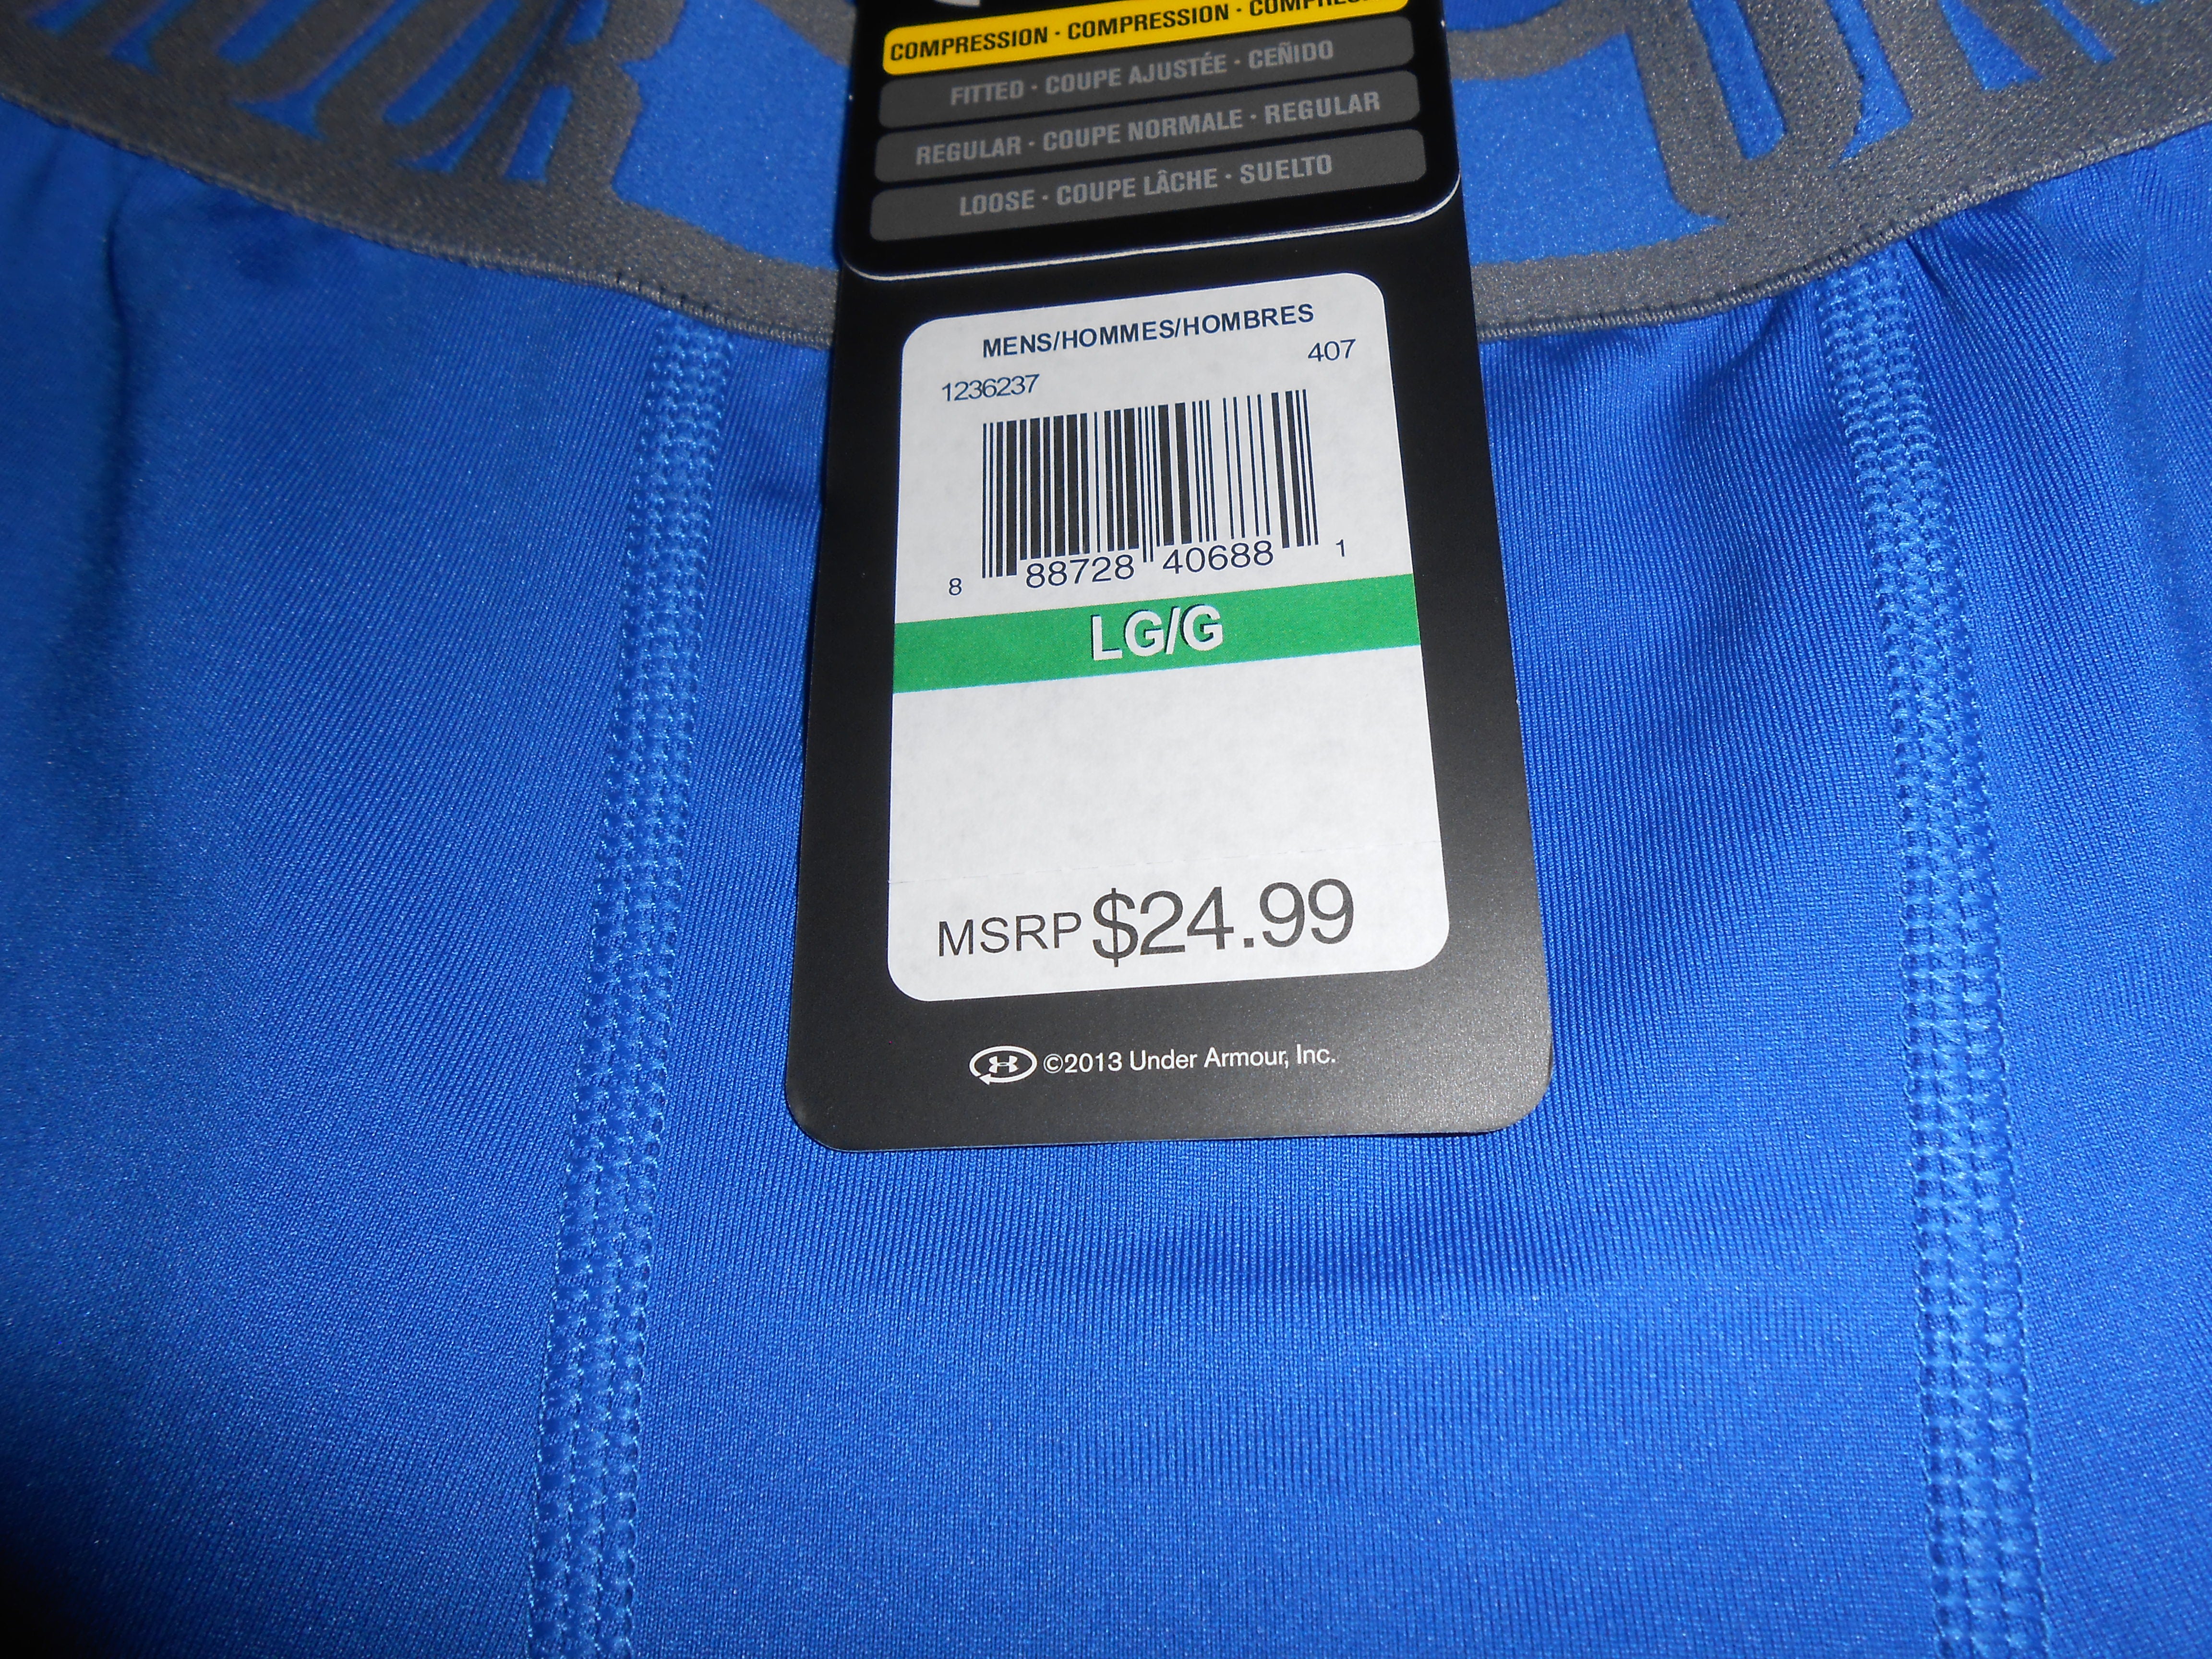 COMPRESSION · COMPRESSION ·
FITTED · COUPE AJUSTÉE · CEÑIDO
REGULAR · COUPE NORMALE · REGULAR
LOOSE · COUPE LÂCHE · SUELTO
MENS/HOMMES/HOMBRES
1236237 407
8 88728 40688 1
LG/G
MSRP $24.99
©2013 Under Armour, Inc.